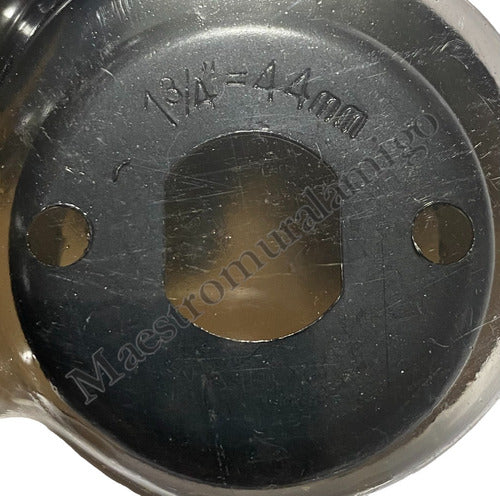 1 3/4" = 44mm
Maestromuralamigo